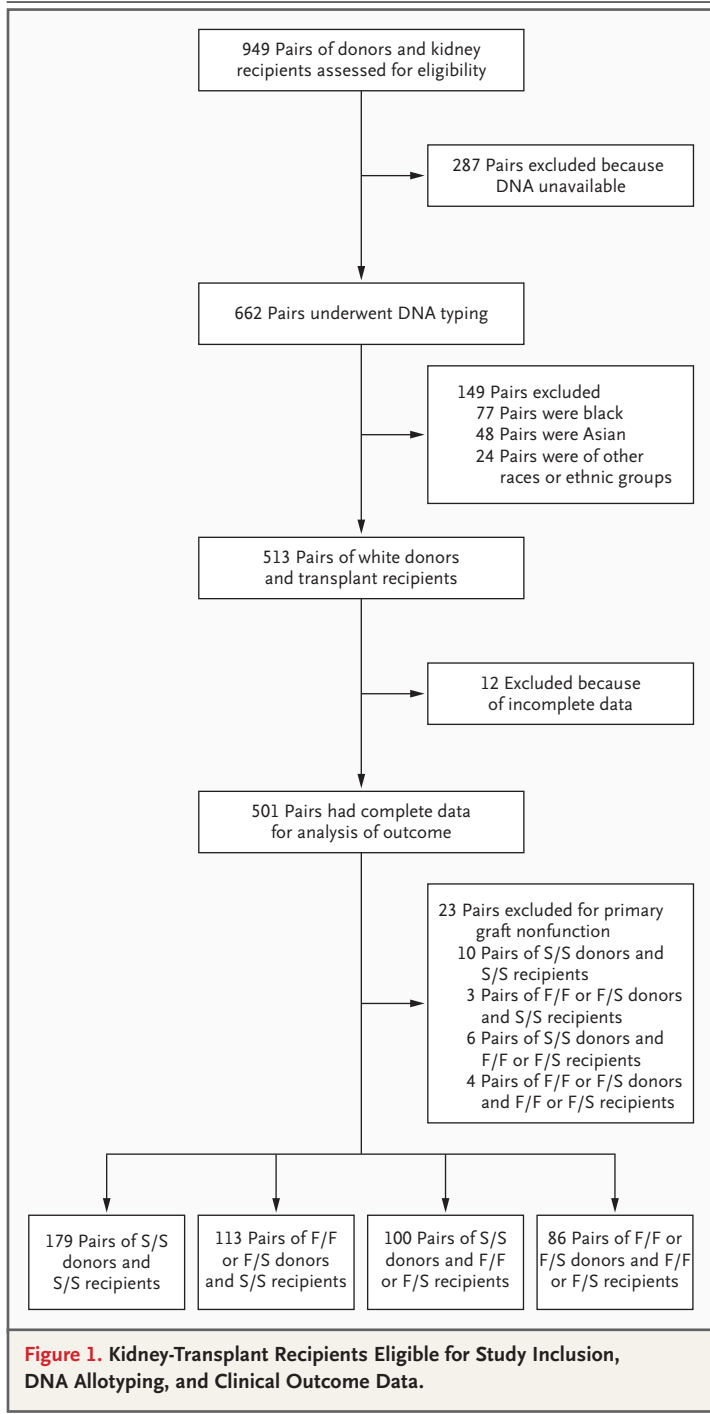 949 Pairs of donors and kidney
recipients assessed for eligibility
287 Pairs excluded because
DNA unavailable
662 Pairs underwent DNA typing
149 Pairs excluded
77 Pairs were black
48 Pairs were Asian
24 Pairs were of other
races or ethnic groups
513 Pairs of white donors
and transplant recipients
12 Excluded because
of incomplete data
501 Pairs had complete data
for analysis of outcome
23 Pairs excluded for primary
graft nonfunction
10 Pairs of S/S donors and
S/S recipients
3 Pairs of F/F or F/S donors
and S/S recipients
6 Pairs of S/S donors and
F/F or F/S recipients
4 Pairs of F/F or F/S donors
and F/F or F/S recipients
179 Pairs of S/S
donors and
S/S recipients
113 Pairs of F/F
or F/S donors
and S/S recipients
100 Pairs of S/S
donors and F/F
or F/S recipients
86 Pairs of F/F or
F/S donors and F/F
or F/S recipients
Figure 1. Kidney-Transplant Recipients Eligible for Study Inclusion,
DNA Allotyping, and Clinical Outcome Data.